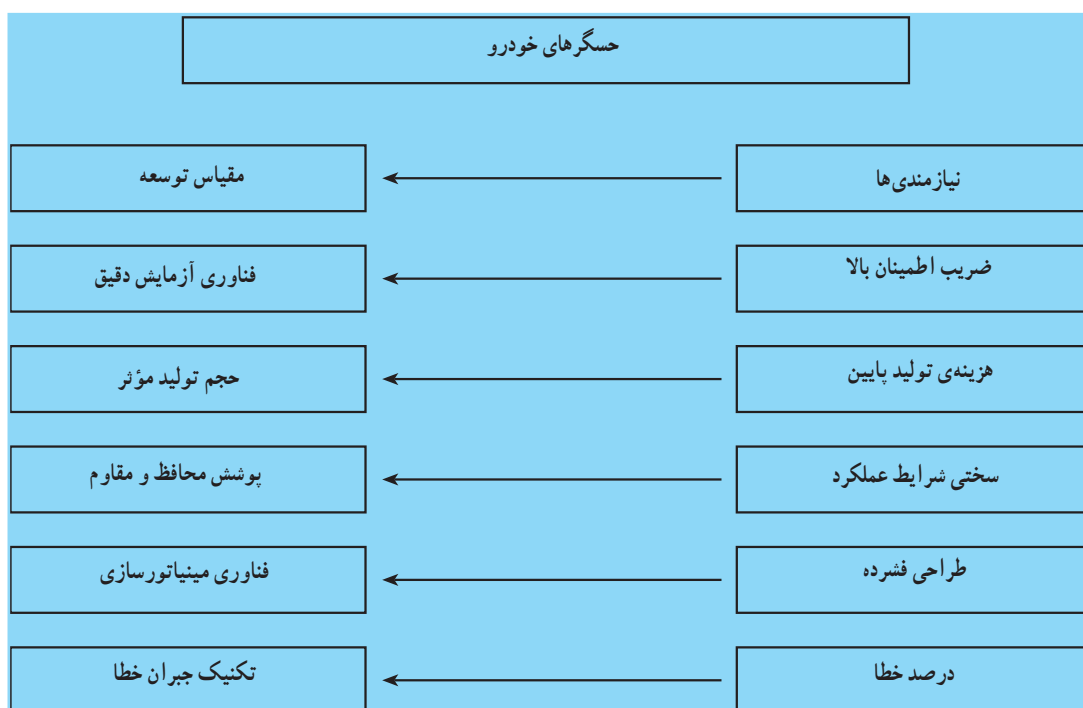 حسگرهای خودرو
نیازمندی‌ها
مقیاس توسعه
ضریب اطمینان بالا
فناوری آزمایش دقیق
هزینه‌ی تولید پایین
حجم تولید مؤثر
سختی شرایط عملکرد
پوشش محافظ و مقاوم
طراحی فشرده
فناوری مینیاتورسازی
درصد خطا
تکنیک جبران خطا